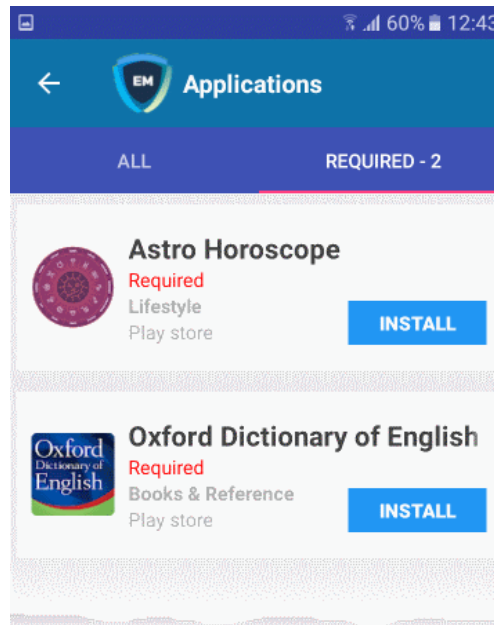 60% 12:43
EM Applications
ALL REQUIRED - 2
Astro Horoscope
Required
Lifestyle
Play store
INSTALL
Oxford
Dictionary of
English
Oxford Dictionary of English
Required
Books & Reference
Play store
INSTALL